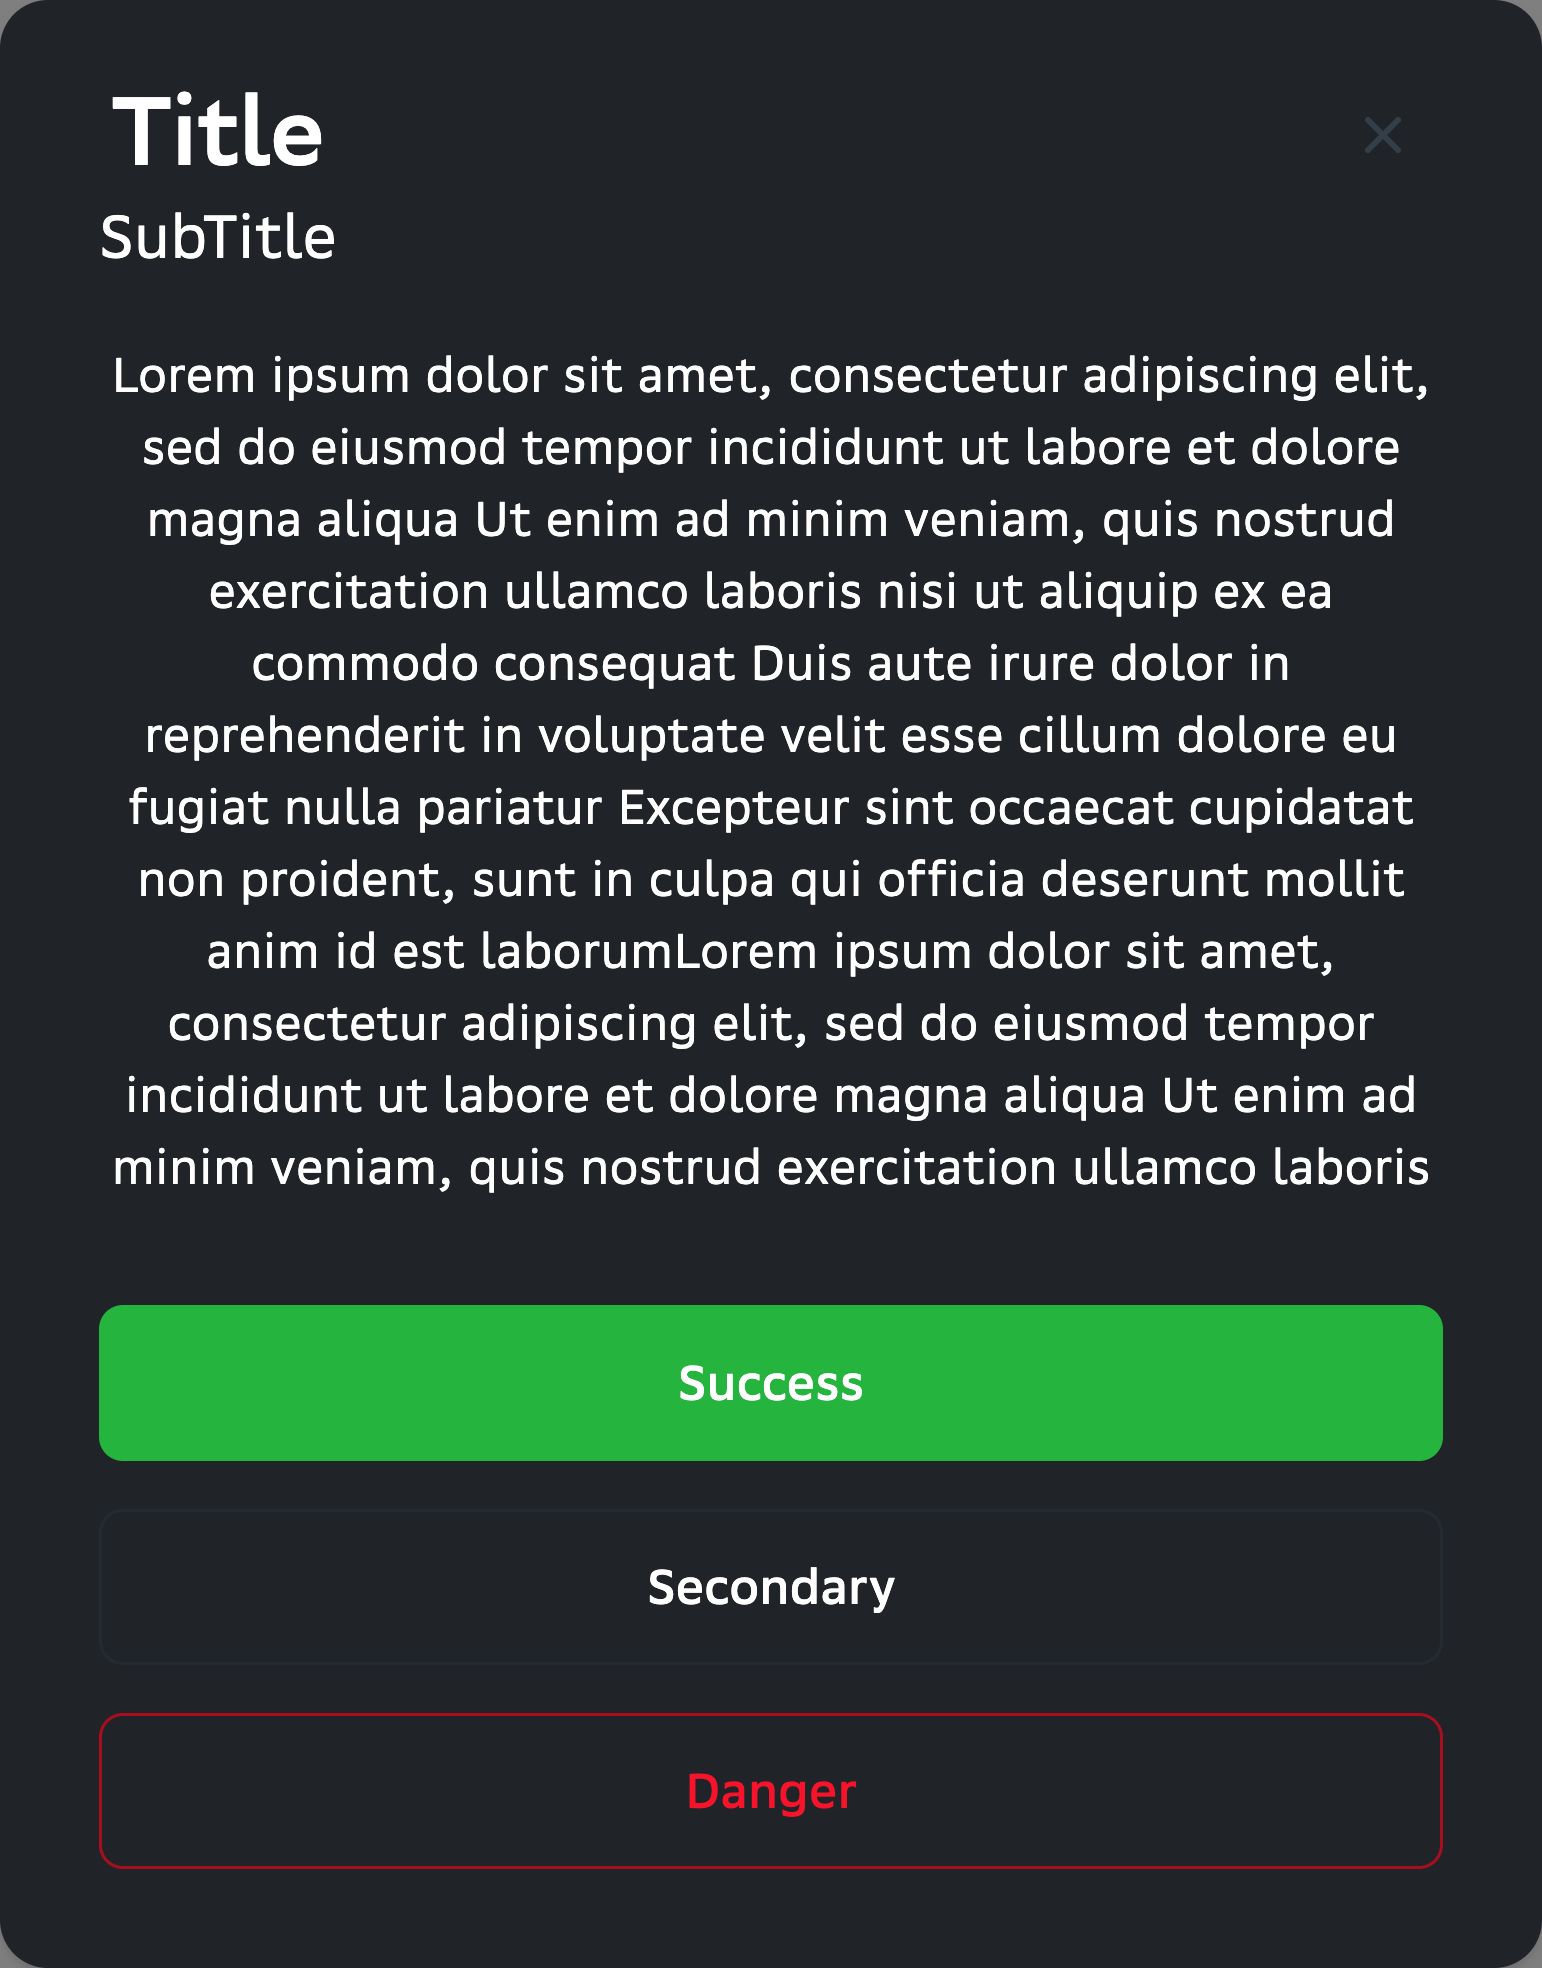 Title
SubTitle
Lorem ipsum dolor sit amet, consectetur adipiscing elit,
sed do eiusmod tempor incididunt ut labore et dolore
magna aliqua Ut enim ad minim veniam, quis nostrud
exercitation ullamco laboris nisi ut aliquip ex ea
commodo consequat Duis aute irure dolor in
reprehenderit in voluptate velit esse cillum dolore eu
fugiat nulla pariatur Excepteur sint occaecat cupidatat
non proident, sunt in culpa qui officia deserunt mollit
anim id est laborumLorem ipsum dolor sit amet,
consectetur adipiscing elit, sed do eiusmod tempor
incididunt ut labore et dolore magna aliqua Ut enim ad
minim veniam, quis nostrud exercitation ullamco laboris
Success
Secondary
Danger